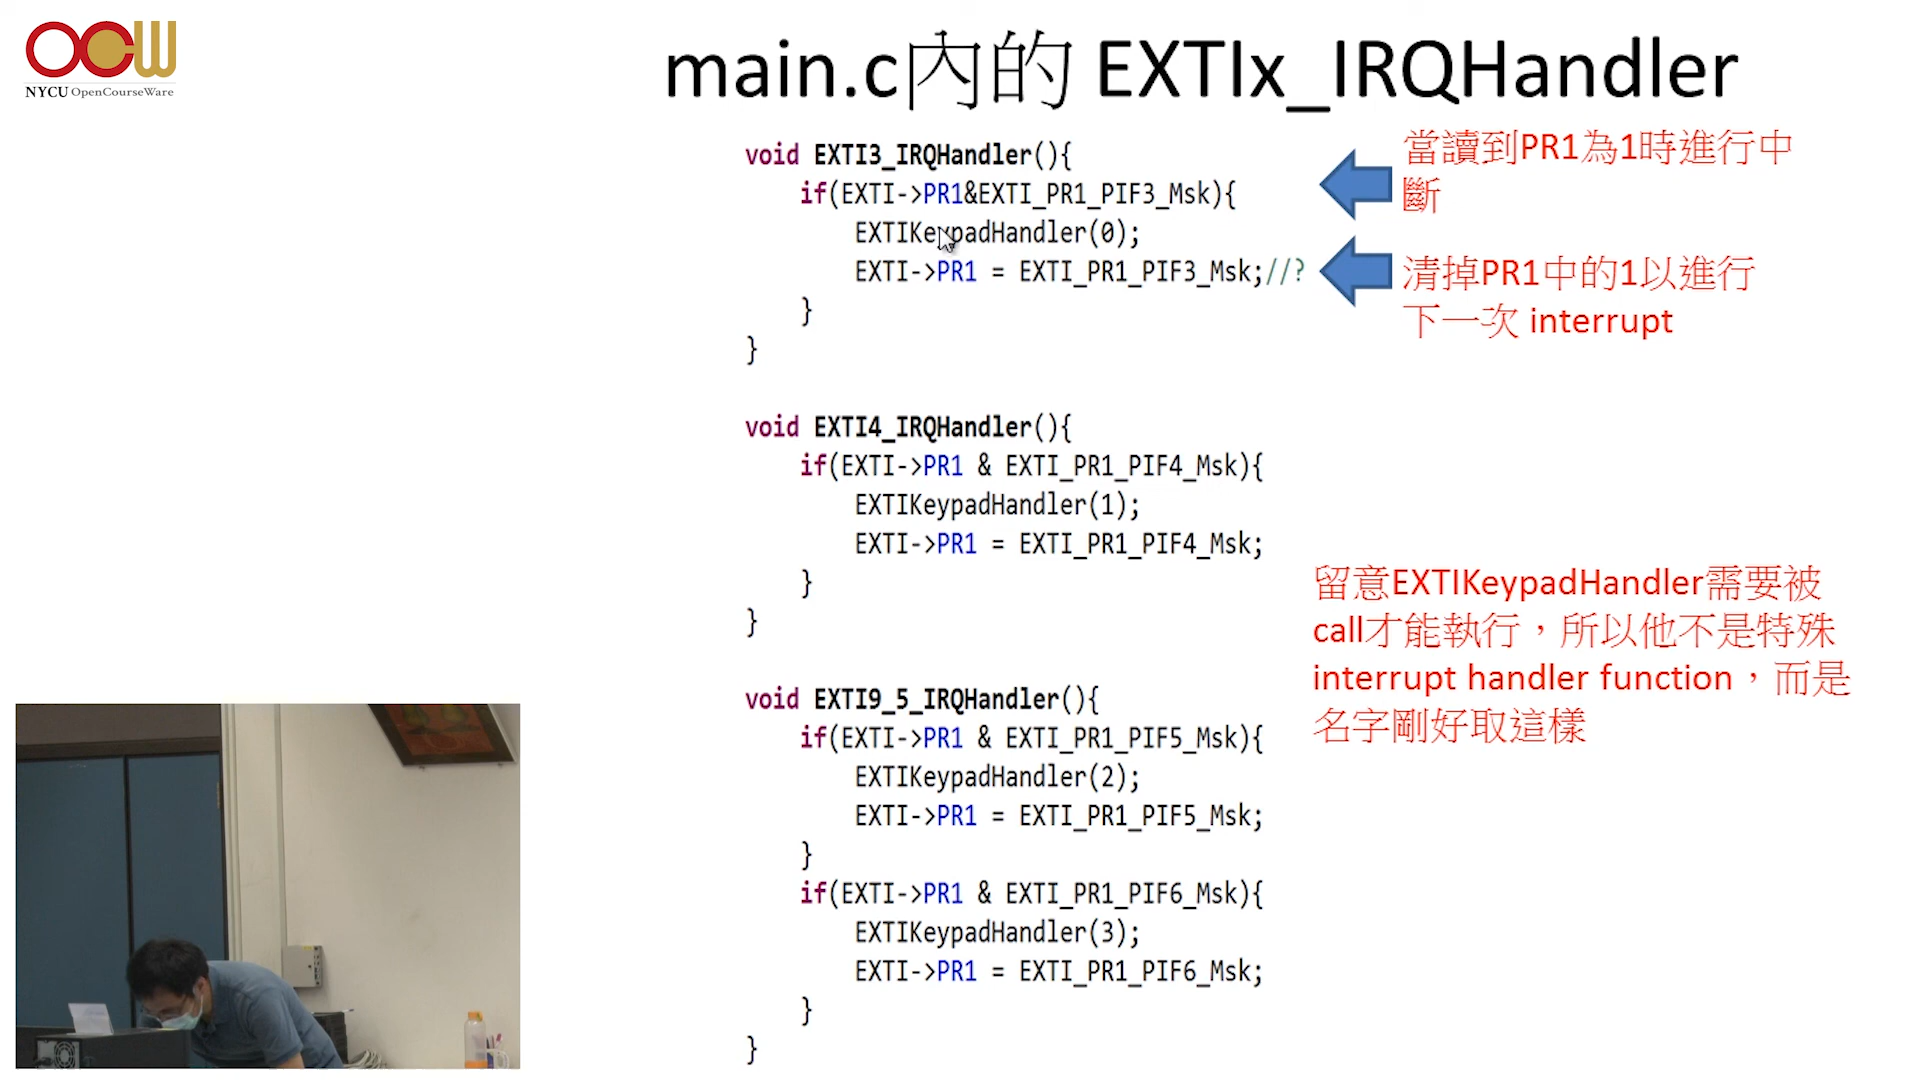 OCW
NYCU OpenCourseWare
main.c內的 EXTIx_IRQHandler
void EXTI3_IRQHandler(){
if(EXTI->PR1&EXTI_PR1_PIF3_Msk){
EXTIKeypadHandler(0);
EXTI->PR1 = EXTI_PR1_PIF3_Msk;//?
}
}
當讀到PR1為1時進行中
斷
清掉PR1中的1以進行
下一次 interrupt
void EXTI4_IRQHandler(){
if(EXTI->PR1 & EXTI_PR1_PIF4_Msk){
EXTIKeypadHandler(1);
EXTI->PR1 = EXTI_PR1_PIF4_Msk;
}
}
留意EXTIKeypadHandler需要被
call才能執行，所以他不是特殊
interrupt handler function，而是
名字剛好取這樣
void EXTI9_5_IRQHandler(){
if(EXTI->PR1 & EXTI_PR1_PIF5_Msk){
EXTIKeypadHandler(2);
EXTI->PR1 = EXTI_PR1_PIF5_Msk;
}
if(EXTI->PR1 & EXTI_PR1_PIF6_Msk){
EXTIKeypadHandler(3);
EXTI->PR1 = EXTI_PR1_PIF6_Msk;
}
}